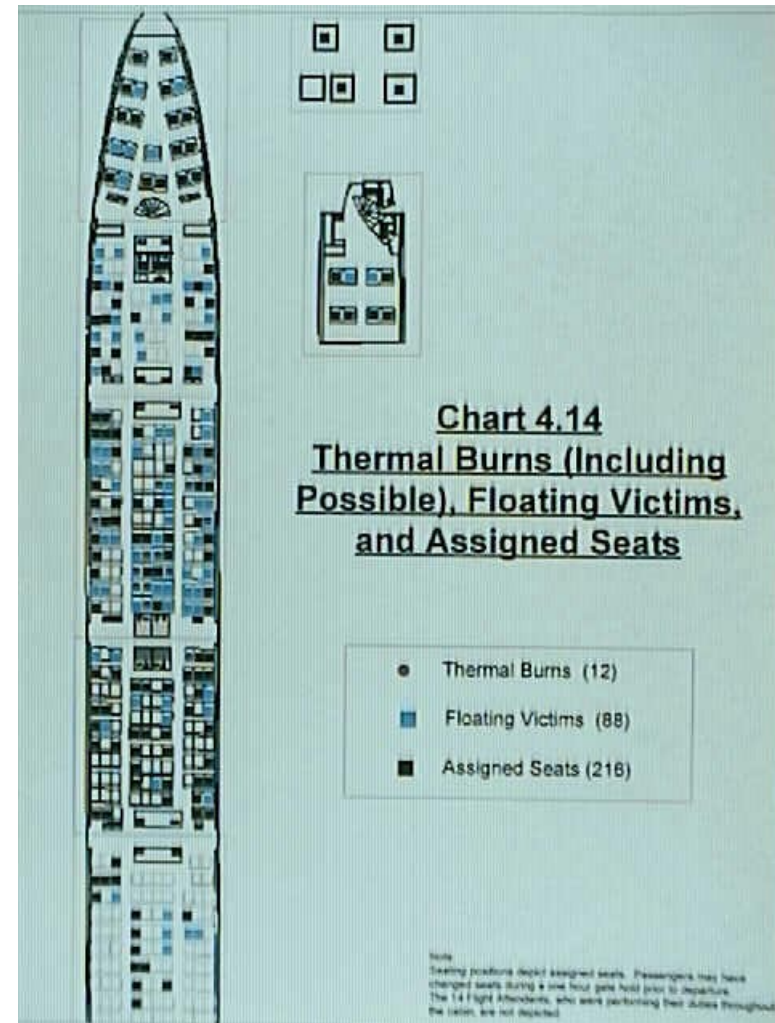 Chart 4.14
Thermal Burns (Including
Possible), Floating Victims,
and Assigned Seats
Thermal Burns (12)
Floating Victims (88)
Assigned Seats (216)
Note
Seating positions depict assigned seats. Passengers may have
changed seats during a one hour gate hold prior to departure.
The 14 Flight Attendants, who were performing their duties throughout
the cabin, are not depicted.